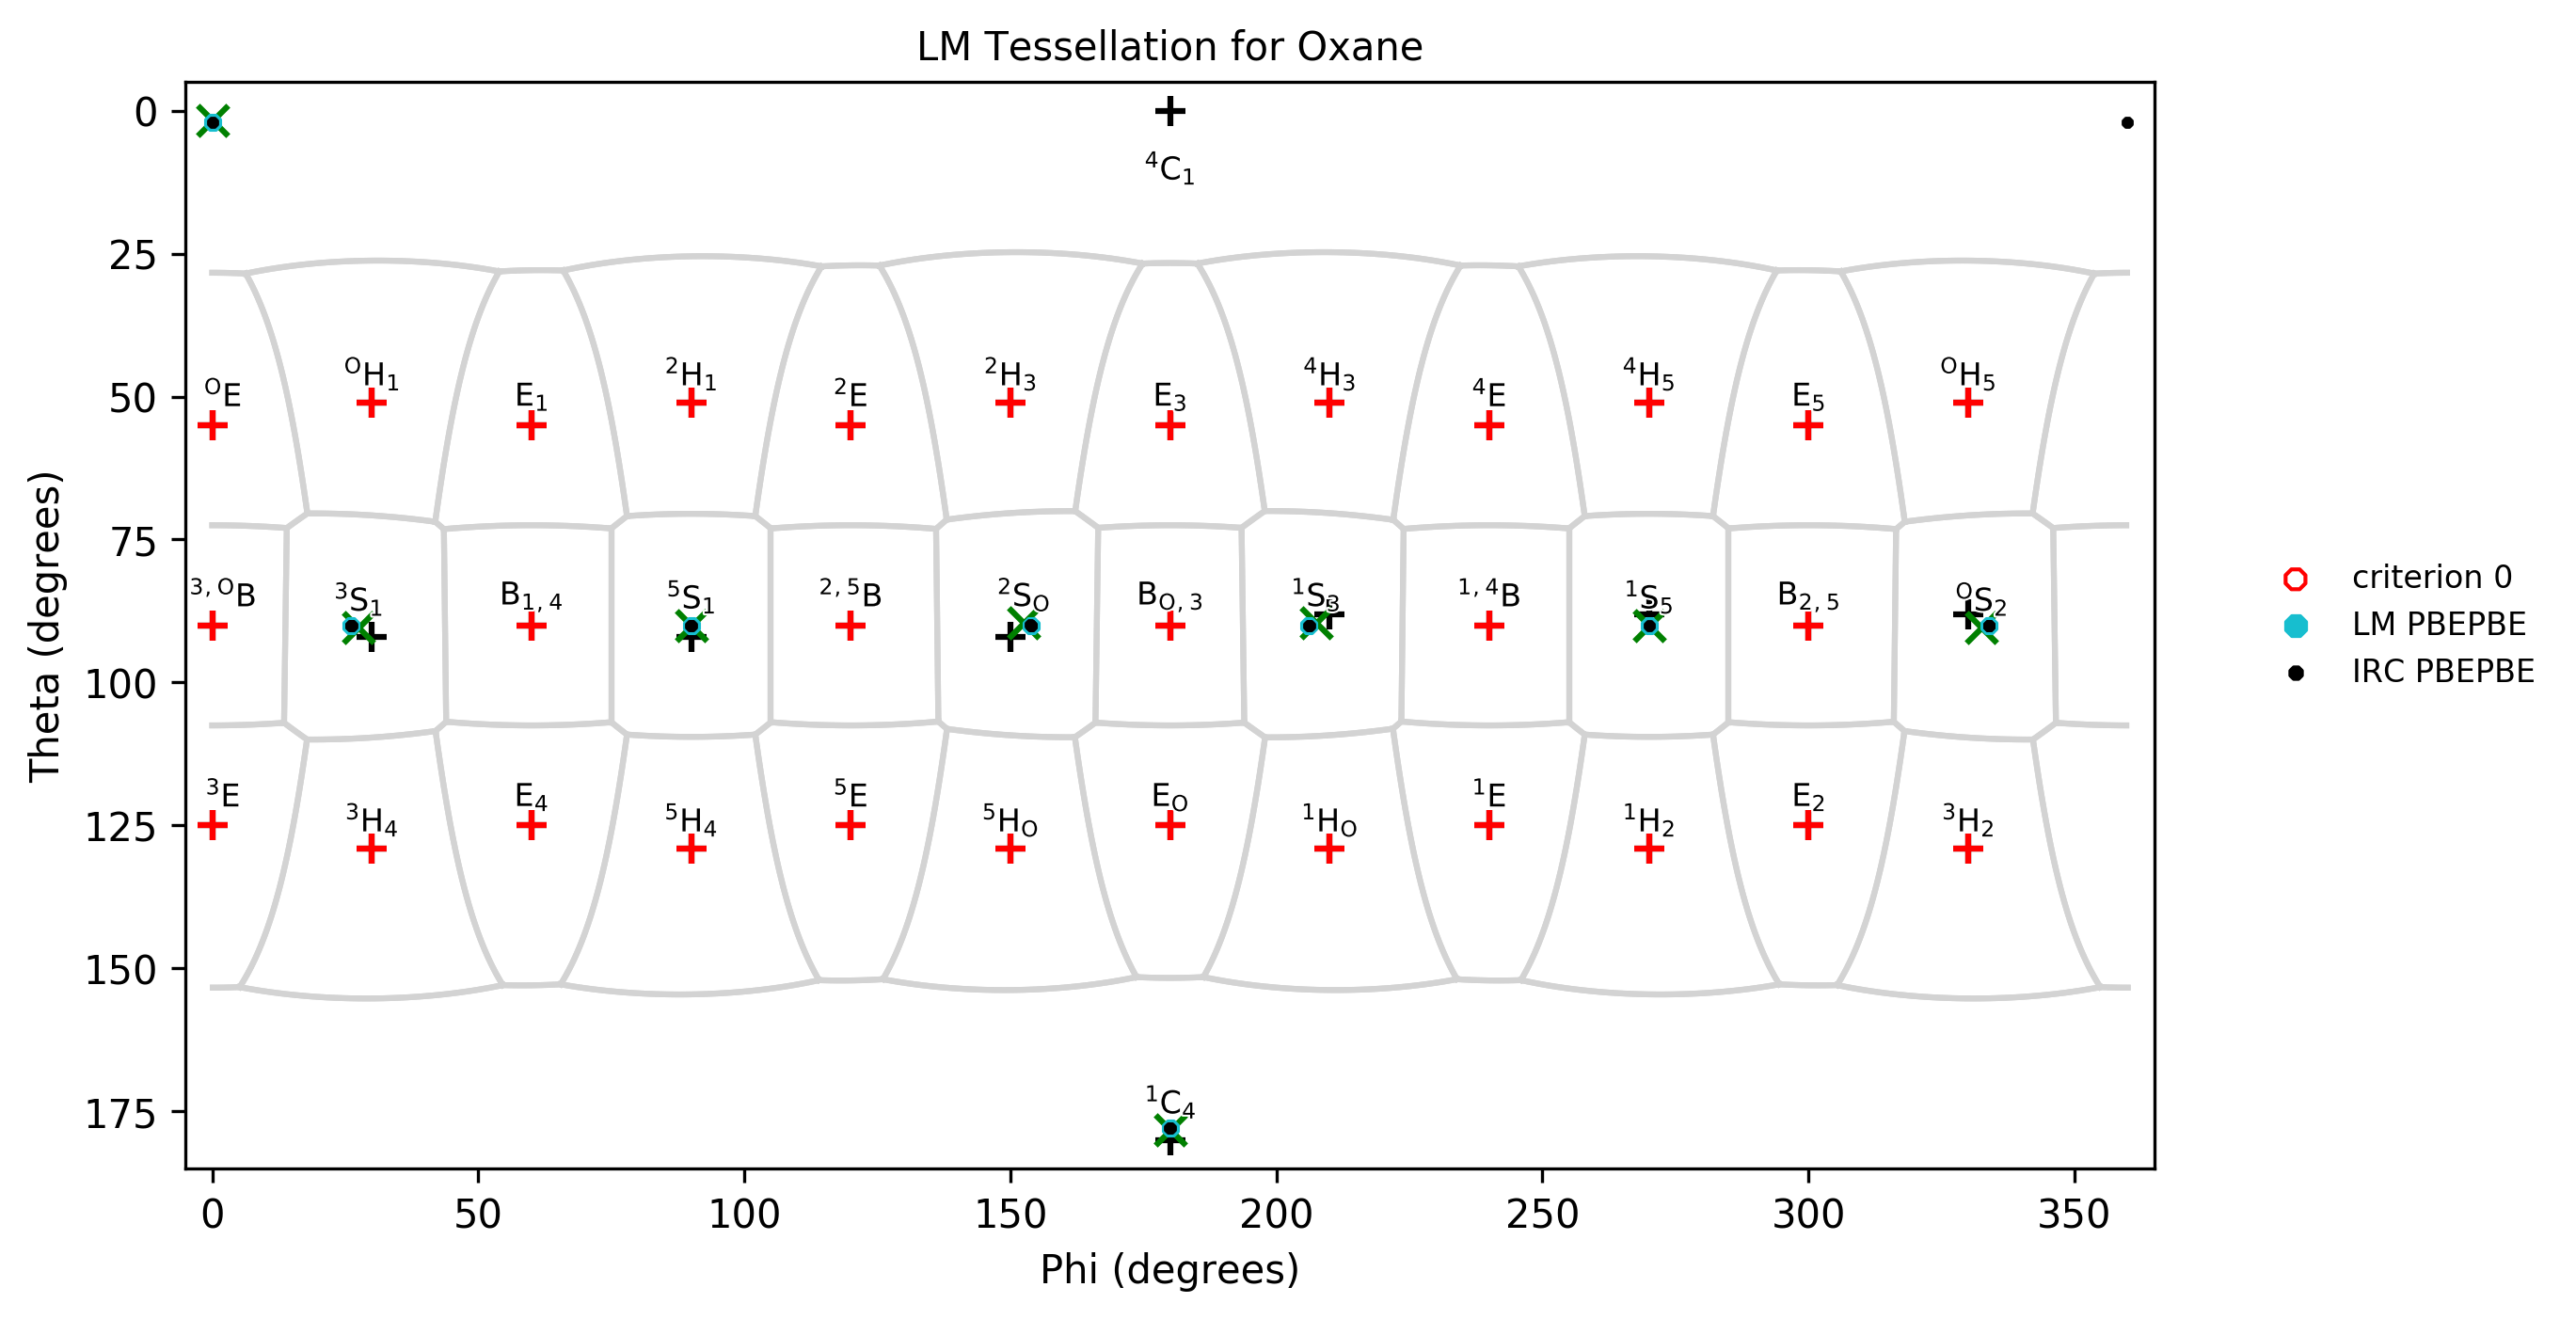 LM Tessellation for Oxane
0
⁴C₁
25
ᴼH₁ ²H₁ ²H₃ ⁴H₃ ⁴H₅ ᴼH₅
50
ᴼE E₁ ²E E₃ ⁴E E₅
75
³,ᴼB ³S₁ B₁,₄ ⁵S₁ ²,⁵B ²Sₒ Bₒ,₃ ¹S₃ ¹,⁴B ¹S₅ B₂,₅ ᴼS₂
100
³E E₄ ⁵E Eₒ ¹E E₂
125
³H₄ ⁵H₄ ⁵Hₒ ¹Hₒ ¹H₂ ³H₂
150
¹C₄
175
0 50 100 150 200 250 300 350
Phi (degrees)
Theta (degrees)
criterion 0
LM PBEPBE
IRC PBEPBE